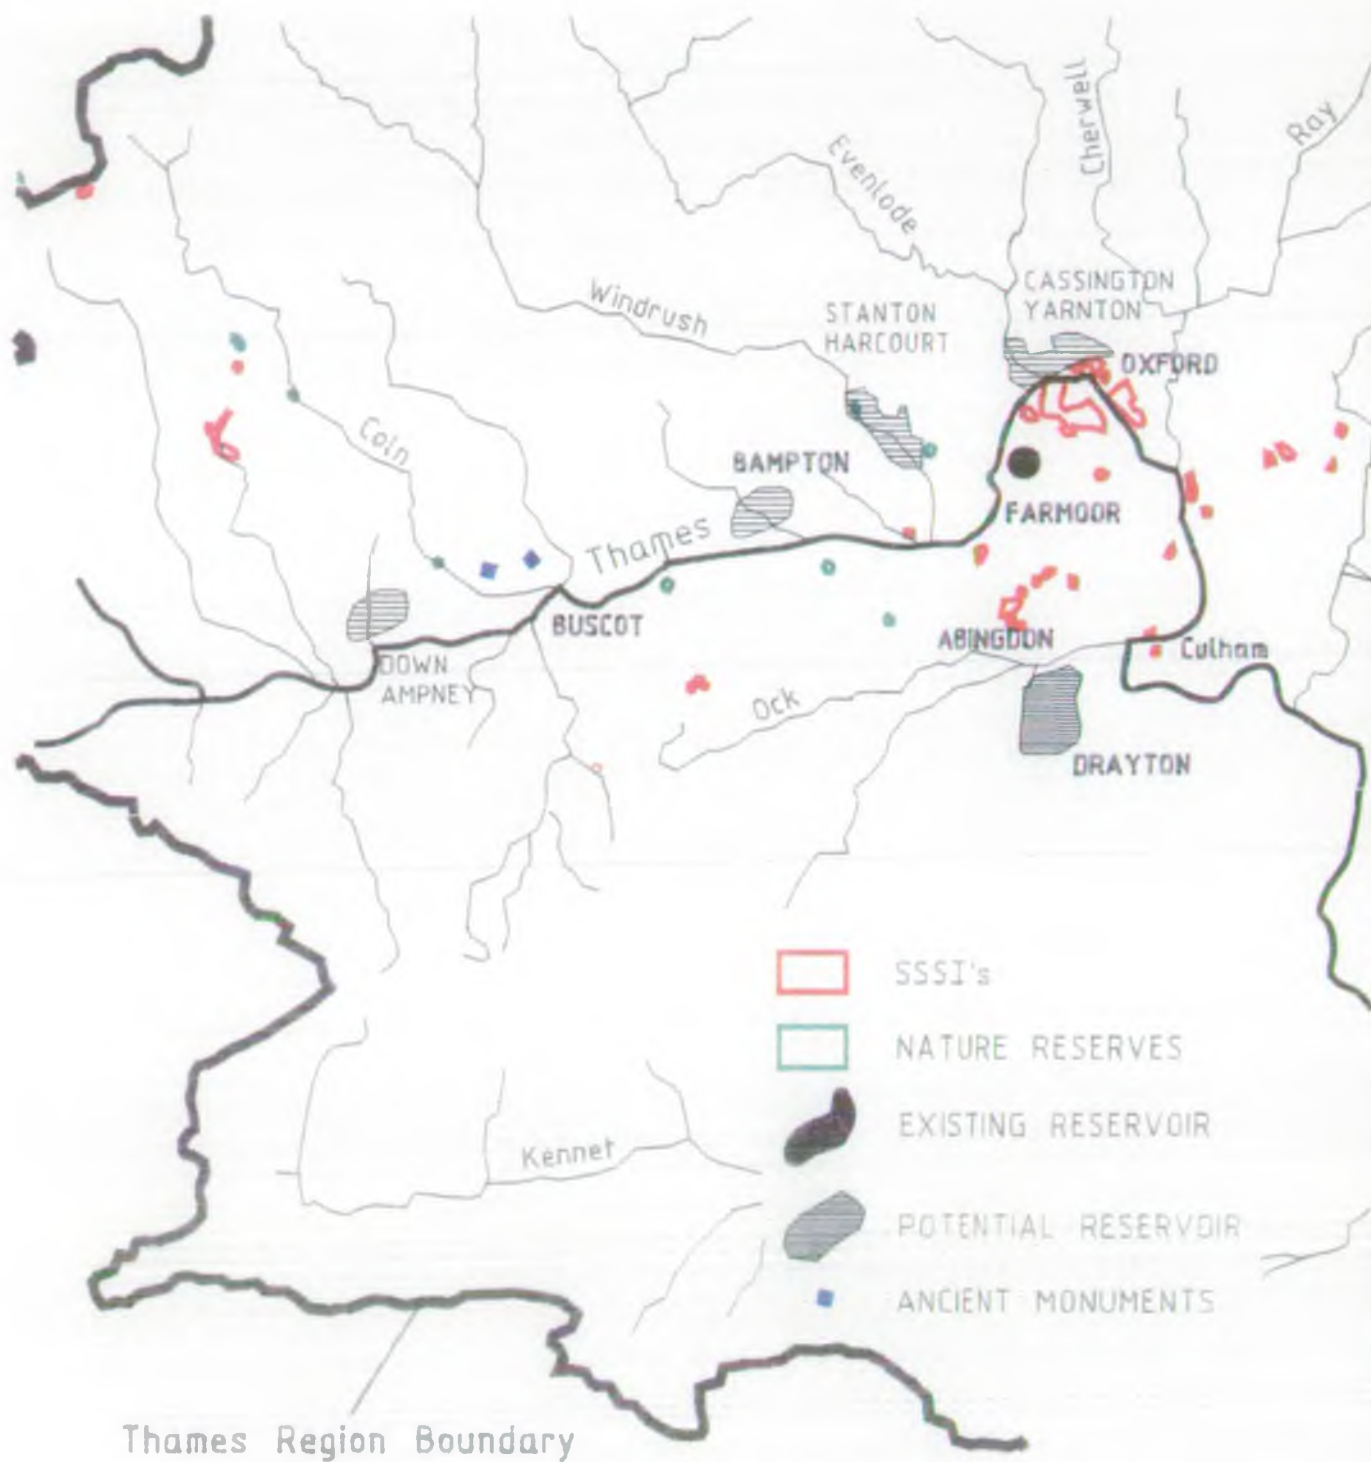 Cherwell
Ray
Evenlode
CASSINGTON
YARNTON
Windrush
STANTON
HARCOURT
OXFORD
Coln
BAMPTON
Thames
FARMOOR
BUSCOT
ABINGDON
Culham
DOWN
AMPNEY
Ock
DRAYTON
SSSI's
NATURE RESERVES
EXISTING RESERVOIR
Kennet
POTENTIAL RESERVOIR
ANCIENT MONUMENTS
Thames Region Boundary